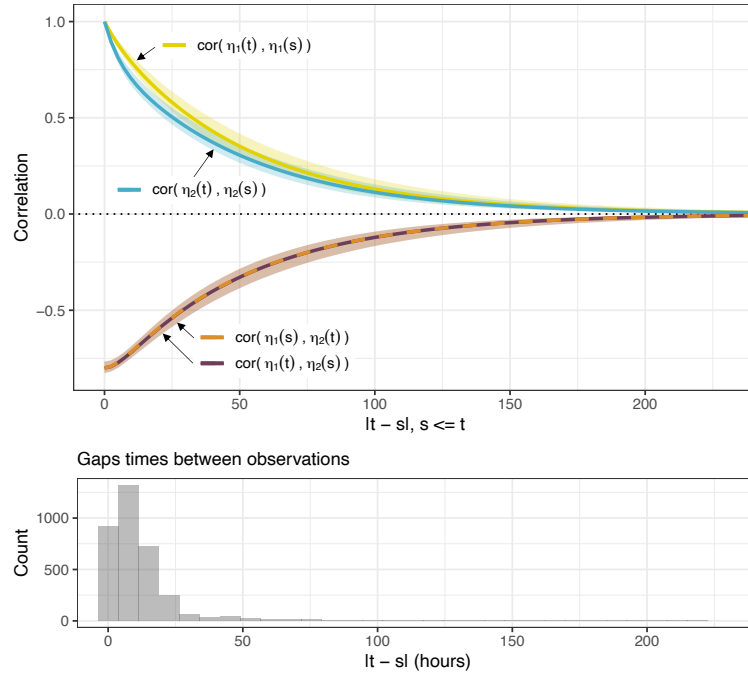 1.0
cor( η₁(t) , η₁(s) )
0.5
cor( η₂(t) , η₂(s) )
0.0
−0.5
cor( η₁(s) , η₂(t) )
cor( η₁(t) , η₂(s) )
Correlation
0 50 100 150 200
|t − s|, s <= t
Gaps times between observations
1000
500
0
Count
0 50 100 150 200
|t − s| (hours)